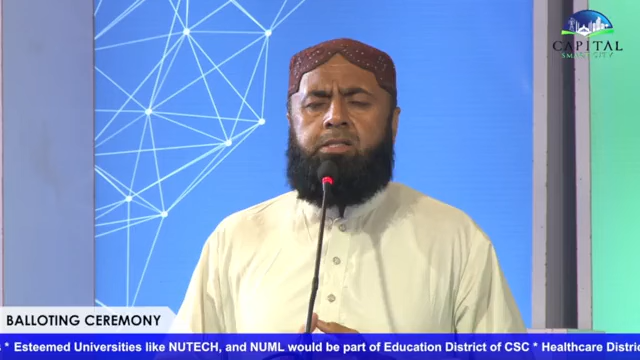 CAPITAL
SMART CITY
BALLOTING CEREMONY
* Esteemed Universities like NUTECH, and NUML would be part of Education District of CSC * Healthcare Distric